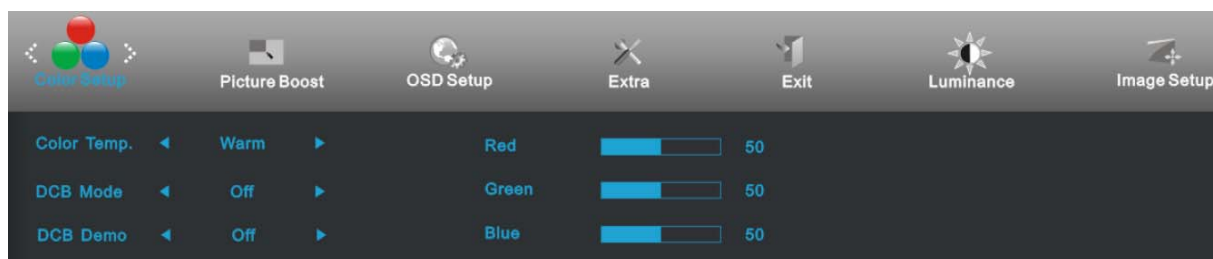 Color Setup Picture Boost OSD Setup Extra Exit Luminance Image Setup
Color Temp. Warm Red 50
DCB Mode Off Green 50
DCB Demo Off Blue 50